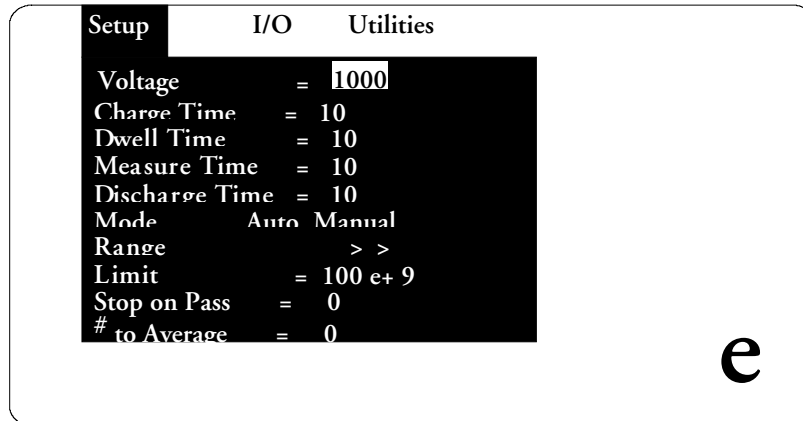 Setup I/O Utilities
Voltage = 1000
Charge Time = 10
Dwell Time = 10
Measure Time = 10
Discharge Time = 10
Mode Auto Manual
Range > >
Limit = 100 e+ 9
Stop on Pass = 0
# to Average = 0
e